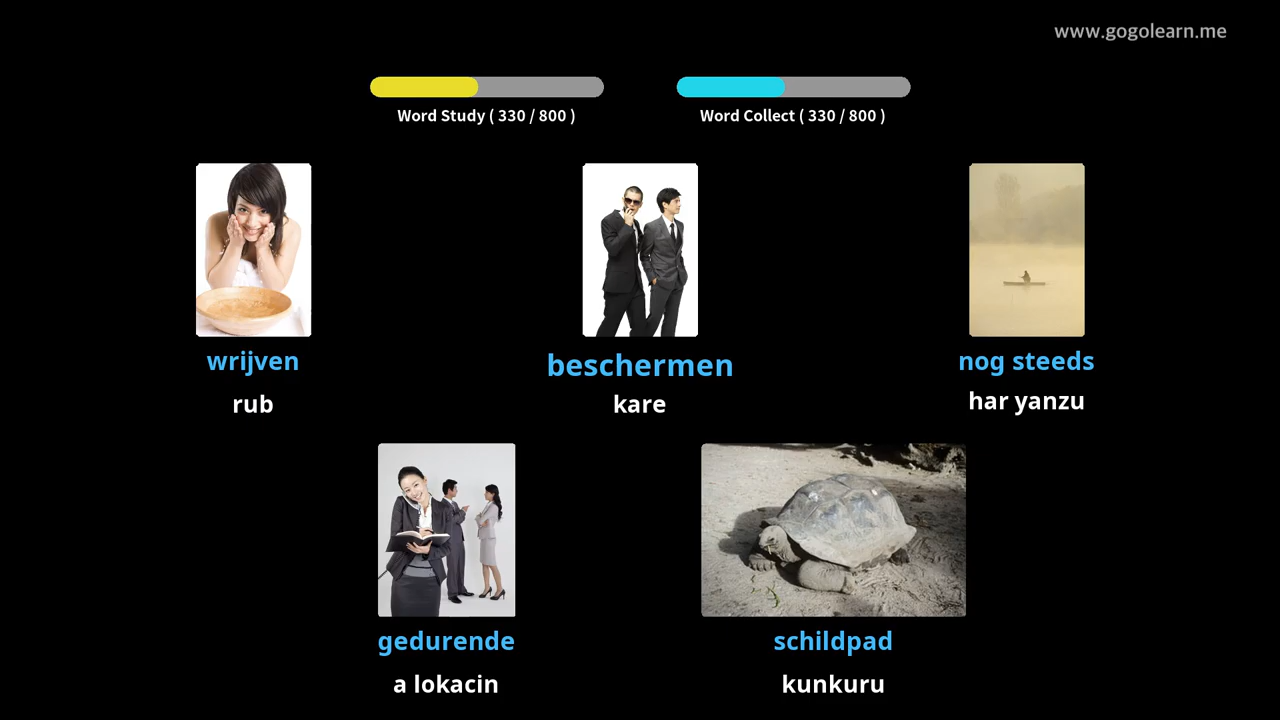 www.gogolearn.me
Word Study ( 330 / 800 )
Word Collect ( 330 / 800 )
wrijven
rub
beschermen
kare
nog steeds
har yanzu
gedurende
a lokacin
schildpad
kunkuru